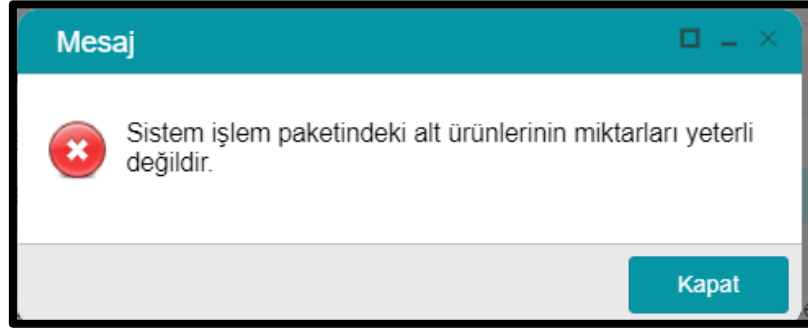 Mesaj
Sistem işlem paketindeki alt ürünlerinin miktarları yeterli
değildir.
Kapat